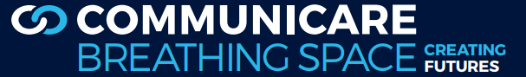 COMMUNICARE
BREATHING SPACE
CREATING
FUTURES